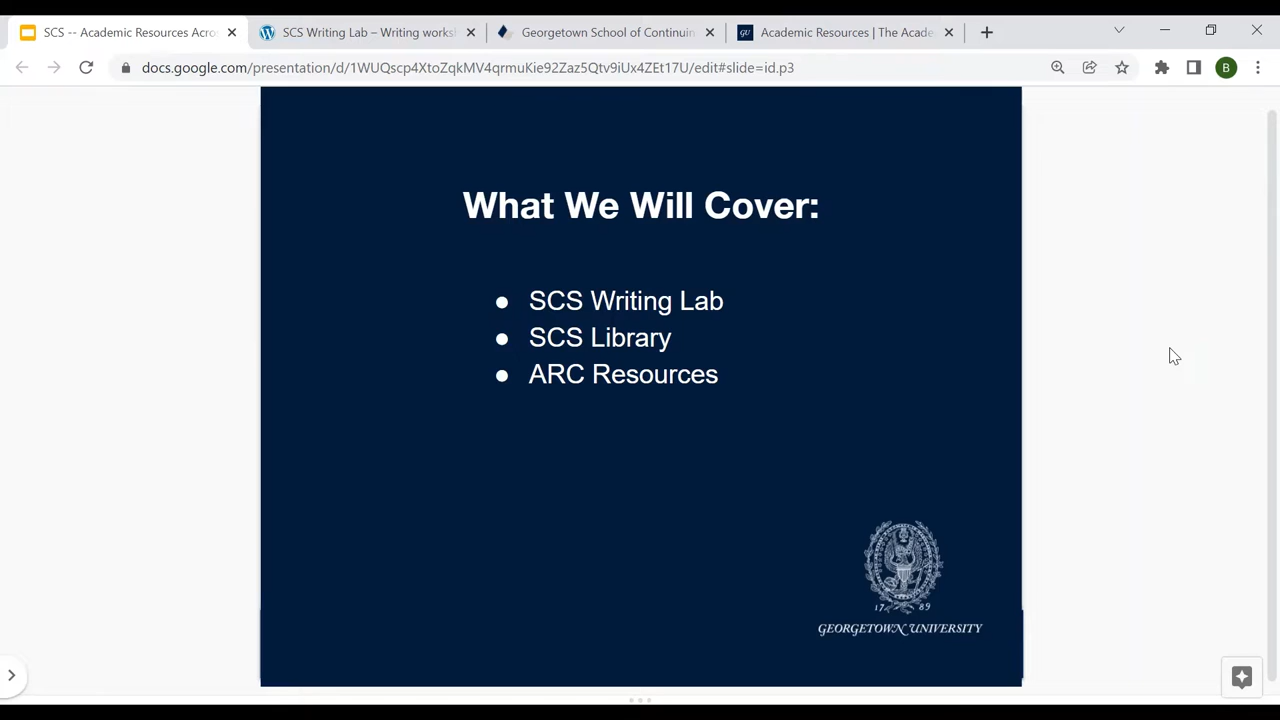 SCS -- Academic Resources Acro
SCS Writing Lab – Writing worksh
Georgetown School of Continuin
GU
Academic Resources | The Acade
docs.google.com/presentation/d/1WUQscp4XtoZqkMV4qrmuKie92Zaz5Qtv9iUx4ZEt17U/edit#slide=id.p3
B
What We Will Cover:
● SCS Writing Lab
● SCS Library
● ARC Resources
17 89
GEORGETOWN UNIVERSITY